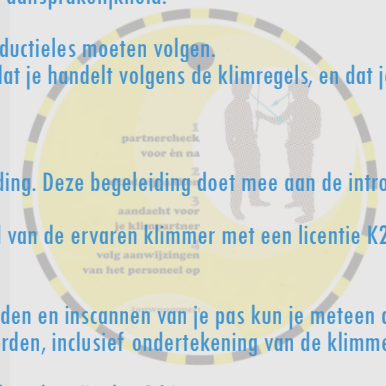 aansprakelijkheid.
ductieles moeten volgen.
dat je handelt volgens de klimregels, en dat je
1
partnercheck
voor èn na
2
ding. Deze begeleiding doet mee aan de intro
3
aandacht voor
je klimpartner
l van de ervaren klimmer met een licentie K2
4
volg aanwijzingen
van het personeel op
den en inscannen van je pas kun je meteen
rden, inclusief ondertekening van de klimme